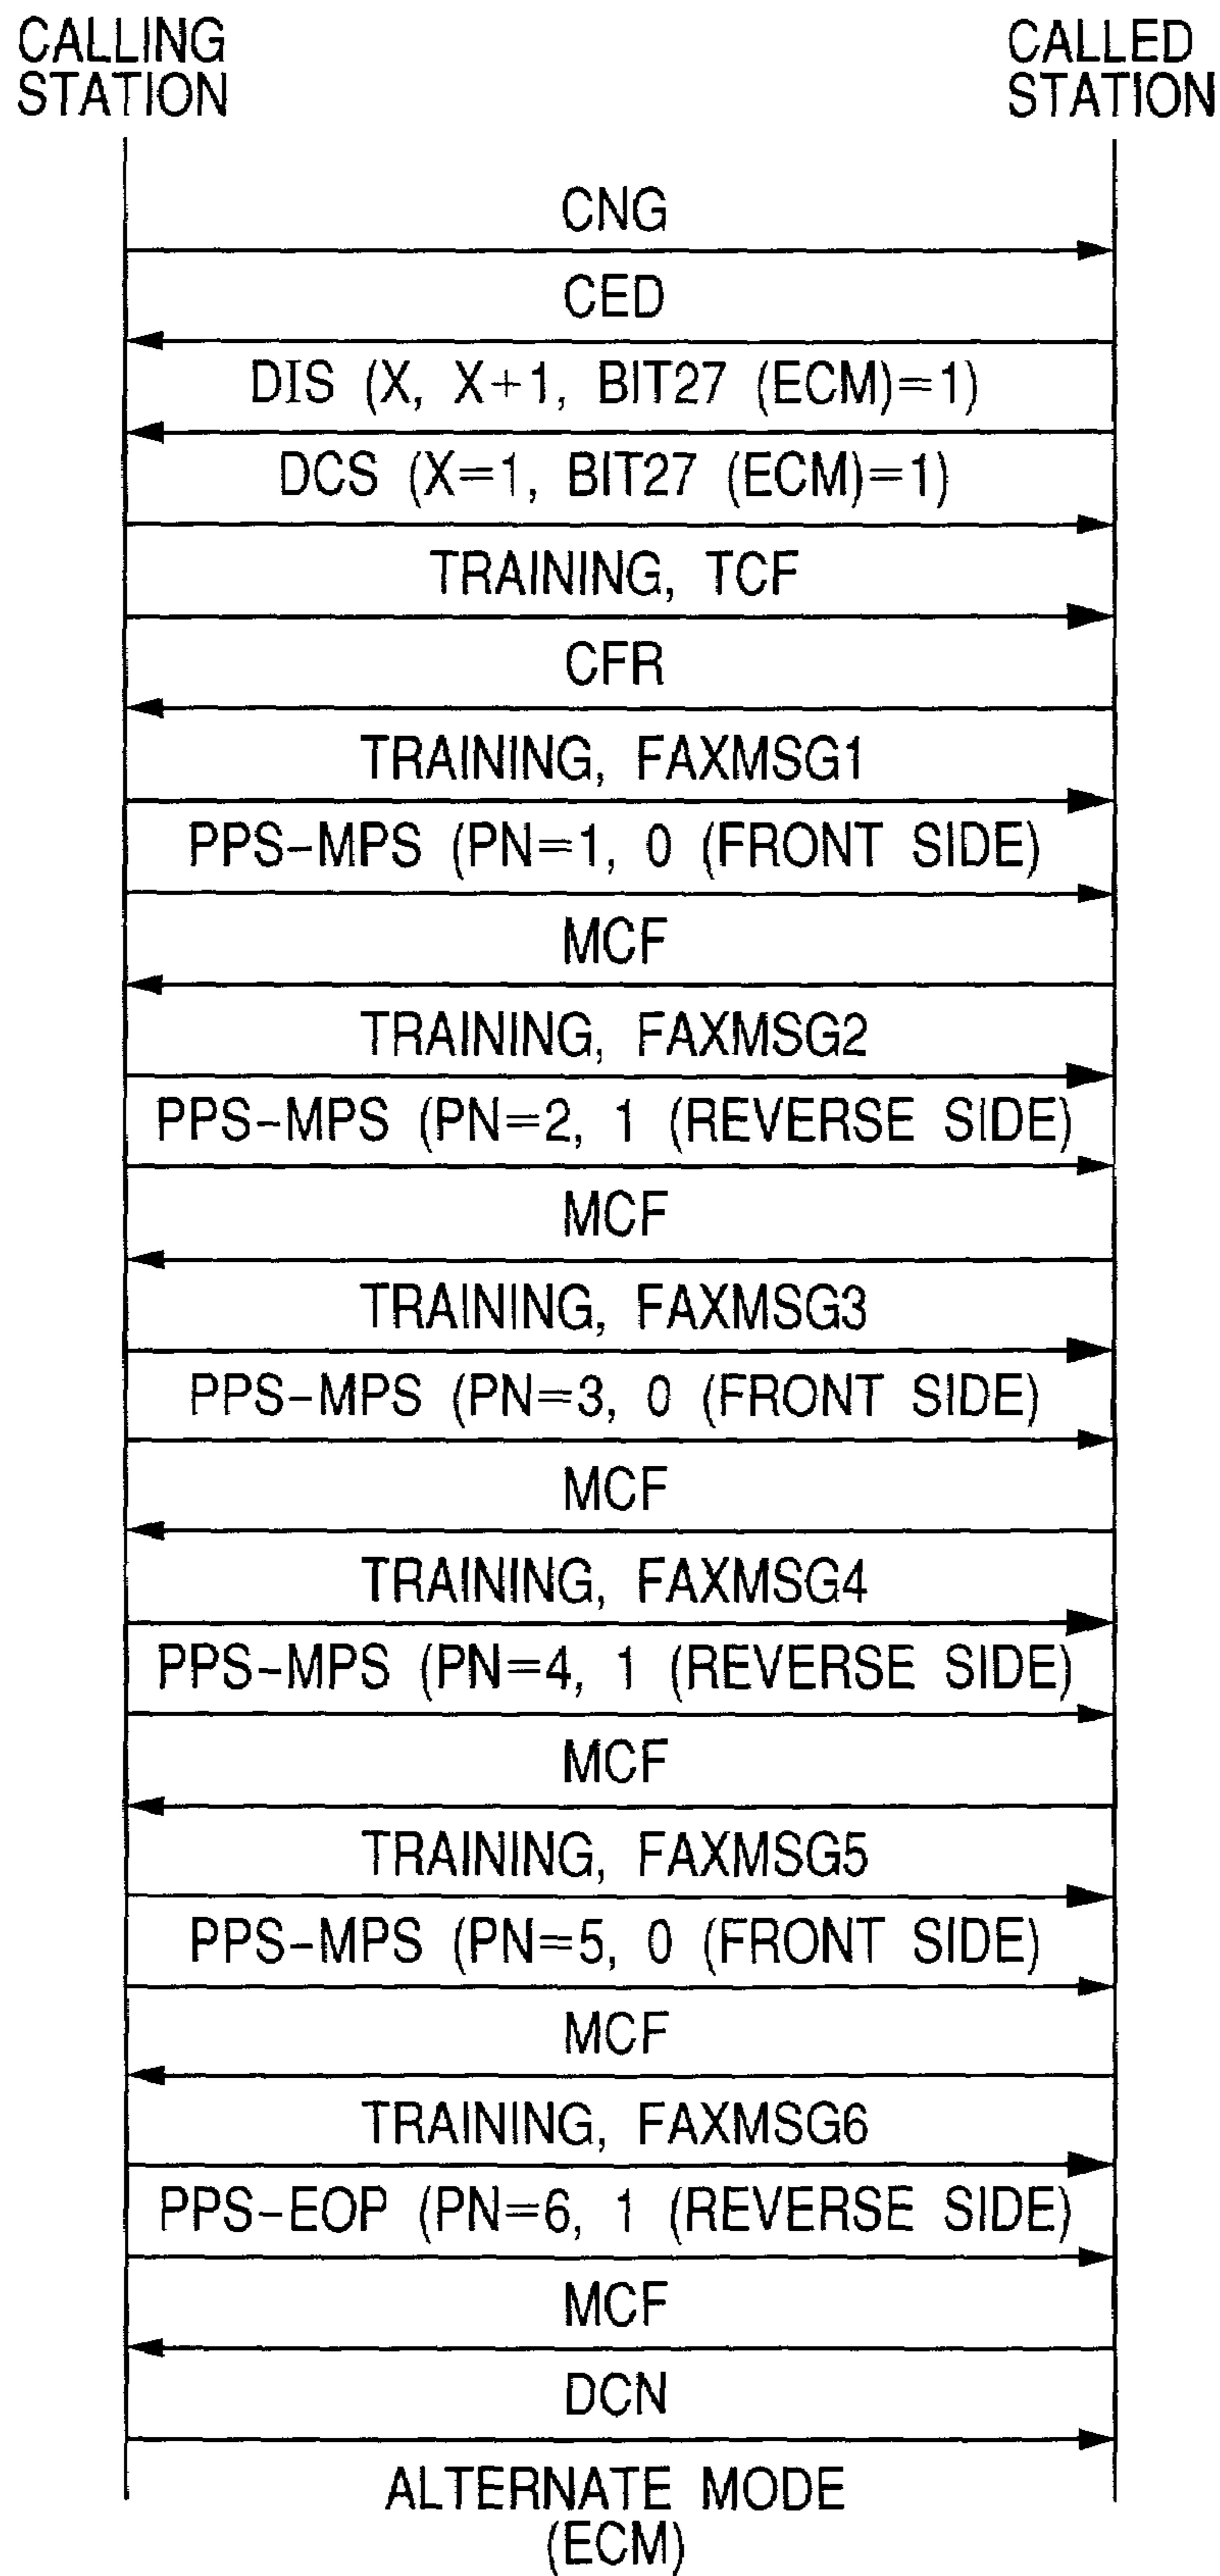 CALLING
STATION
CALLED
STATION
CNG
CED
DIS (X, X+1, BIT27 (ECM)=1)
DCS (X=1, BIT27 (ECM)=1)
TRAINING, TCF
CFR
TRAINING, FAXMSG1
PPS-MPS (PN=1, 0 (FRONT SIDE)
MCF
TRAINING, FAXMSG2
PPS-MPS (PN=2, 1 (REVERSE SIDE)
MCF
TRAINING, FAXMSG3
PPS-MPS (PN=3, 0 (FRONT SIDE)
MCF
TRAINING, FAXMSG4
PPS-MPS (PN=4, 1 (REVERSE SIDE)
MCF
TRAINING, FAXMSG5
PPS-MPS (PN=5, 0 (FRONT SIDE)
MCF
TRAINING, FAXMSG6
PPS-EOP (PN=6, 1 (REVERSE SIDE)
MCF
DCN
ALTERNATE MODE
(ECM)